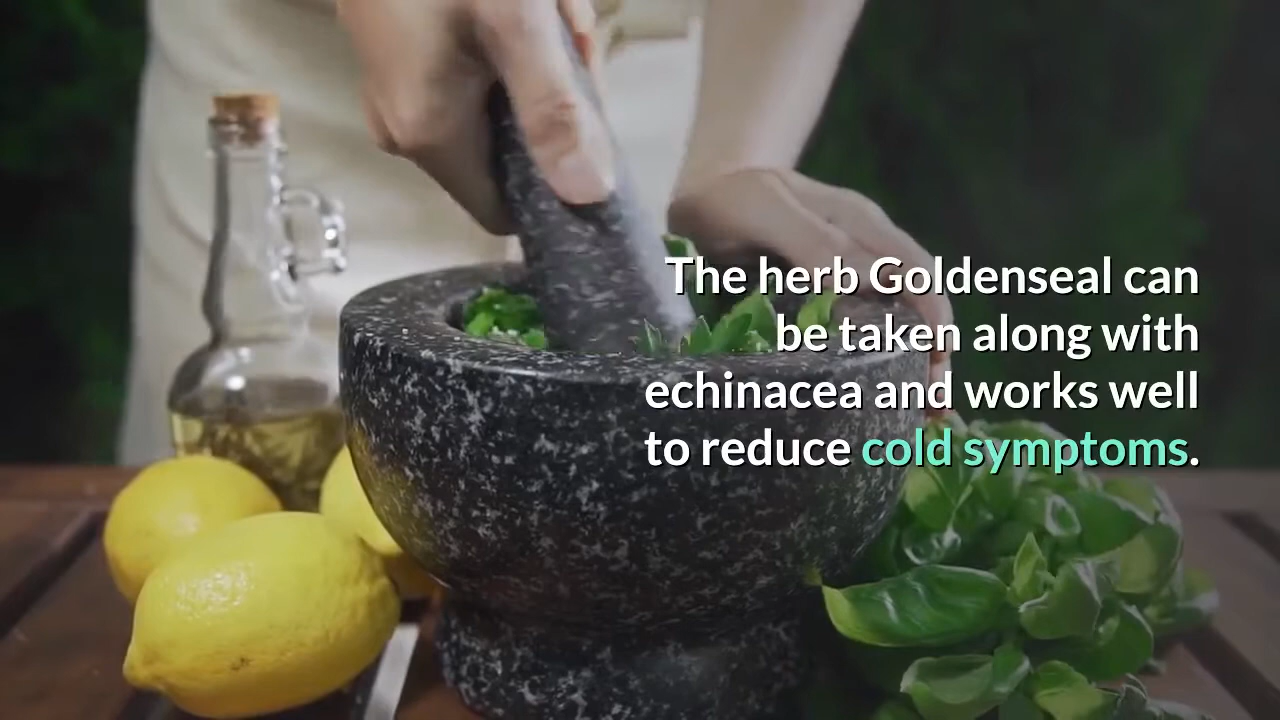 The herb Goldenseal can
be taken along with
echinacea and works well
to reduce cold symptoms.